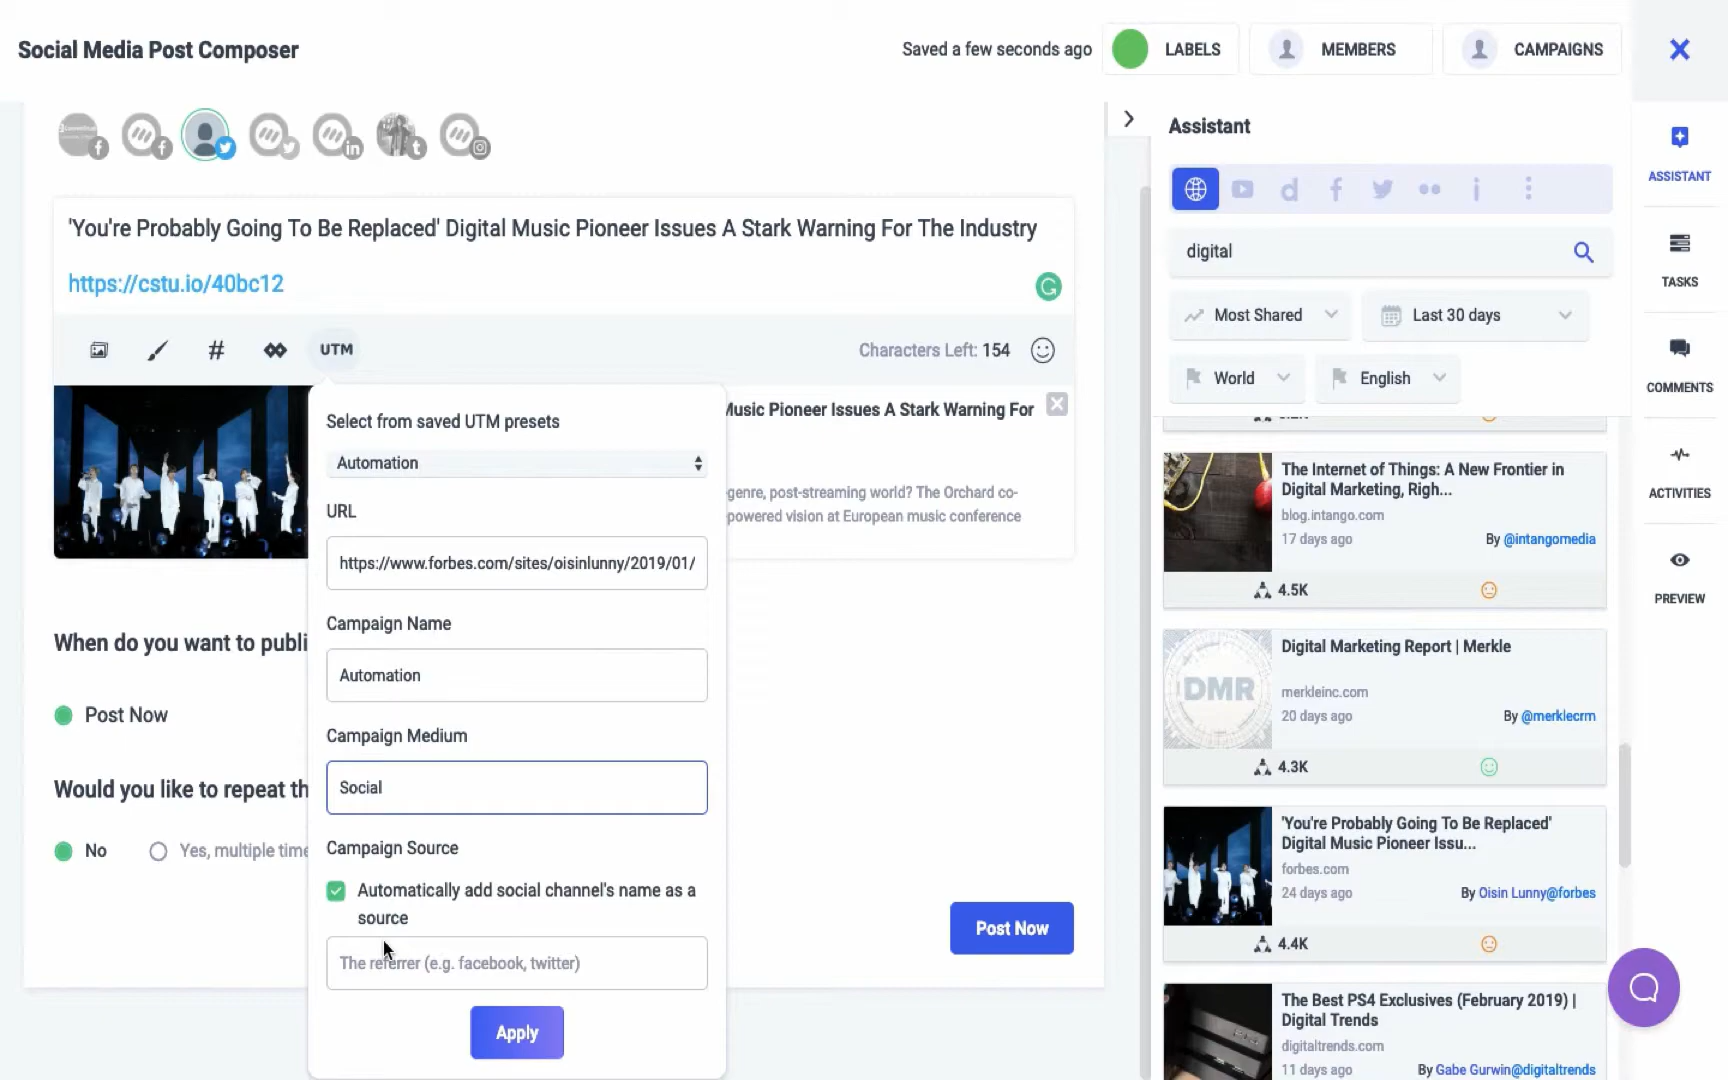 Social Media Post Composer
Saved a few seconds ago
LABELS
MEMBERS
CAMPAIGNS
'You're Probably Going To Be Replaced' Digital Music Pioneer Issues A Stark Warning For The Industry
https://cstu.io/40bc12
UTM
Characters Left: 154
Select from saved UTM presets
Automation
URL
https://www.forbes.com/sites/oisinlunny/2019/01/
Campaign Name
Automation
Campaign Medium
Social
Campaign Source
Automatically add social channel's name as a
source
The referrer (e.g. facebook, twitter)
Apply
Music Pioneer Issues A Stark Warning For
genre, post-streaming world? The Orchard co-
powered vision at European music conference
When do you want to publi
Post Now
Would you like to repeat th
No
Yes, multiple time
Post Now
Assistant
digital
Most Shared
Last 30 days
World
English
The Internet of Things: A New Frontier in
Digital Marketing, Righ...
blog.intango.com
17 days ago
By @intangomedia
4.5K
DMR
Digital Marketing Report | Merkle
merkleinc.com
20 days ago
By @merklecrm
4.3K
'You're Probably Going To Be Replaced'
Digital Music Pioneer Issu...
forbes.com
24 days ago
By Oisin Lunny@forbes
4.4K
The Best PS4 Exclusives (February 2019) |
Digital Trends
digitaltrends.com
11 days ago
By Gabe Gurwin@digitaltrends
ASSISTANT
TASKS
COMMENTS
ACTIVITIES
PREVIEW